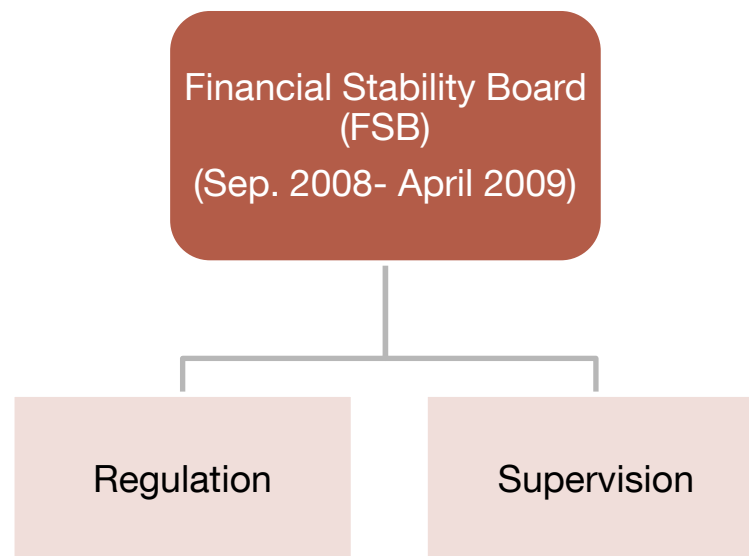 Financial Stability Board
(FSB)
(Sep. 2008- April 2009)
Regulation
Supervision